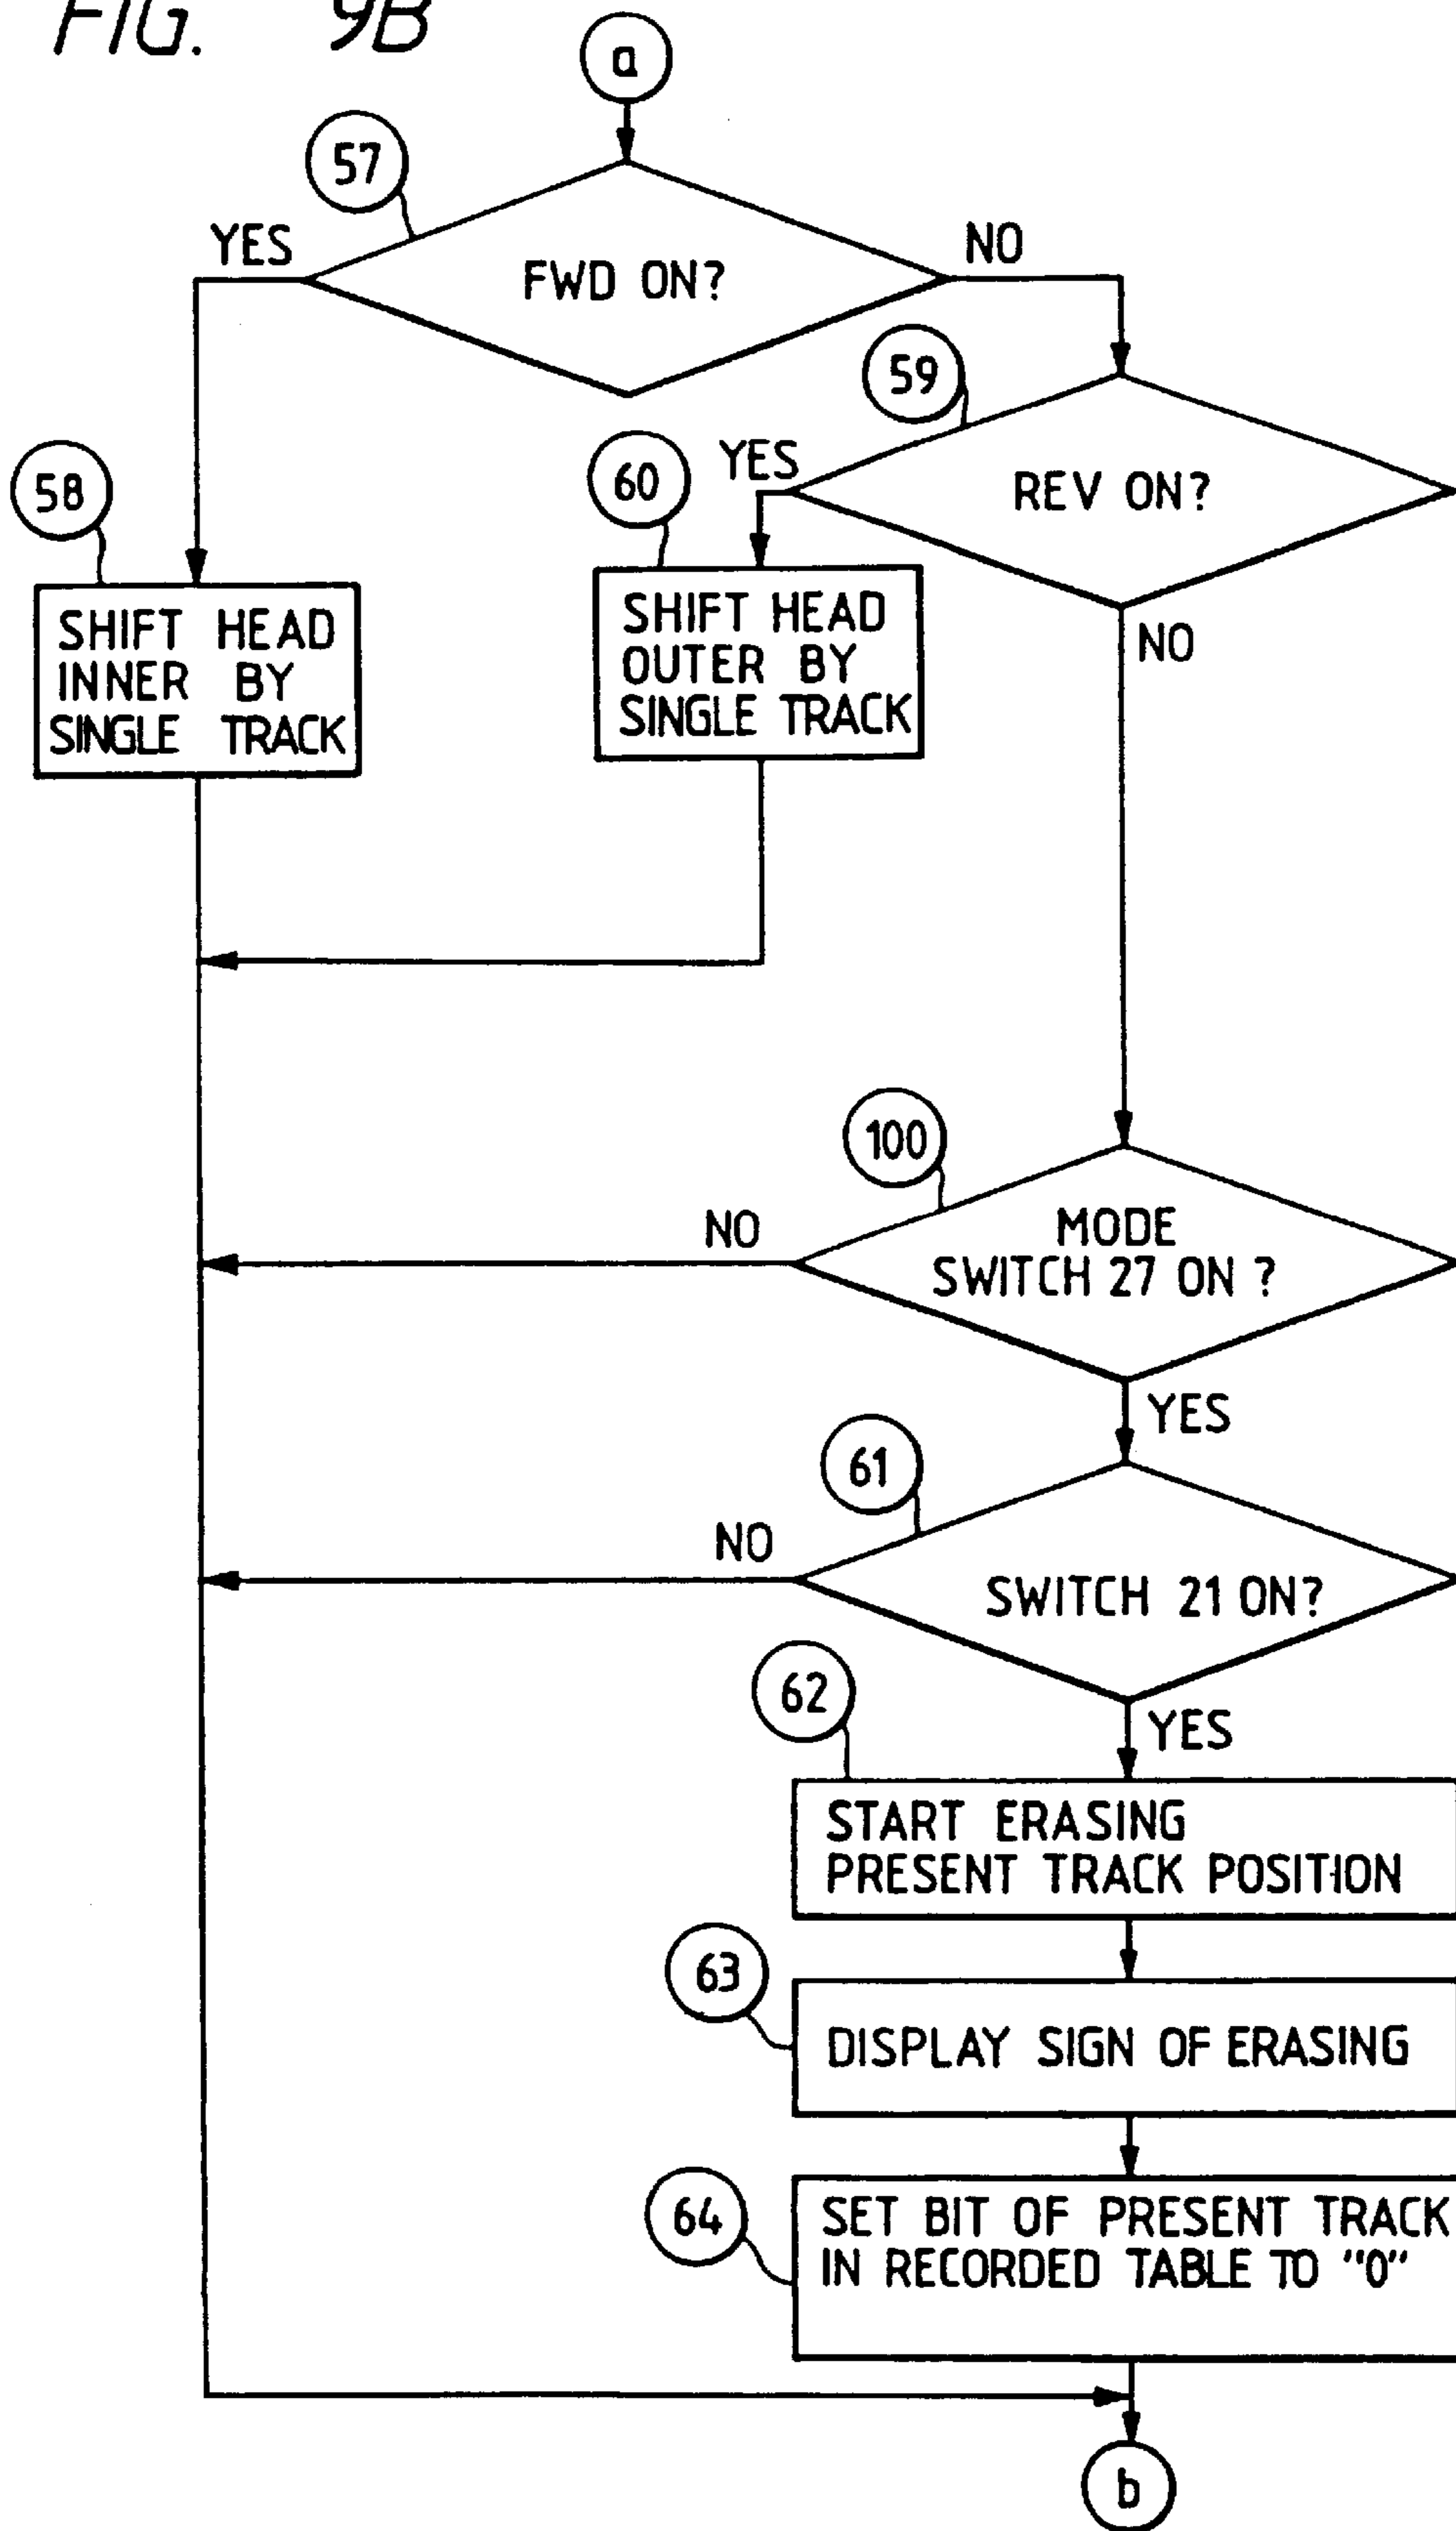 FIG. 9B
a
57
YES
FWD ON?
NO
59
REV ON?
YES
60
58
SHIFT HEAD
INNER BY
SINGLE TRACK
SHIFT HEAD
OUTER BY
SINGLE TRACK
NO
100
MODE
SWITCH 27 ON ?
NO
YES
61
NO
SWITCH 21 ON?
62
YES
START ERASING
PRESENT TRACK POSITION
63
DISPLAY SIGN OF ERASING
64
SET BIT OF PRESENT TRACK
IN RECORDED TABLE TO "0"
b